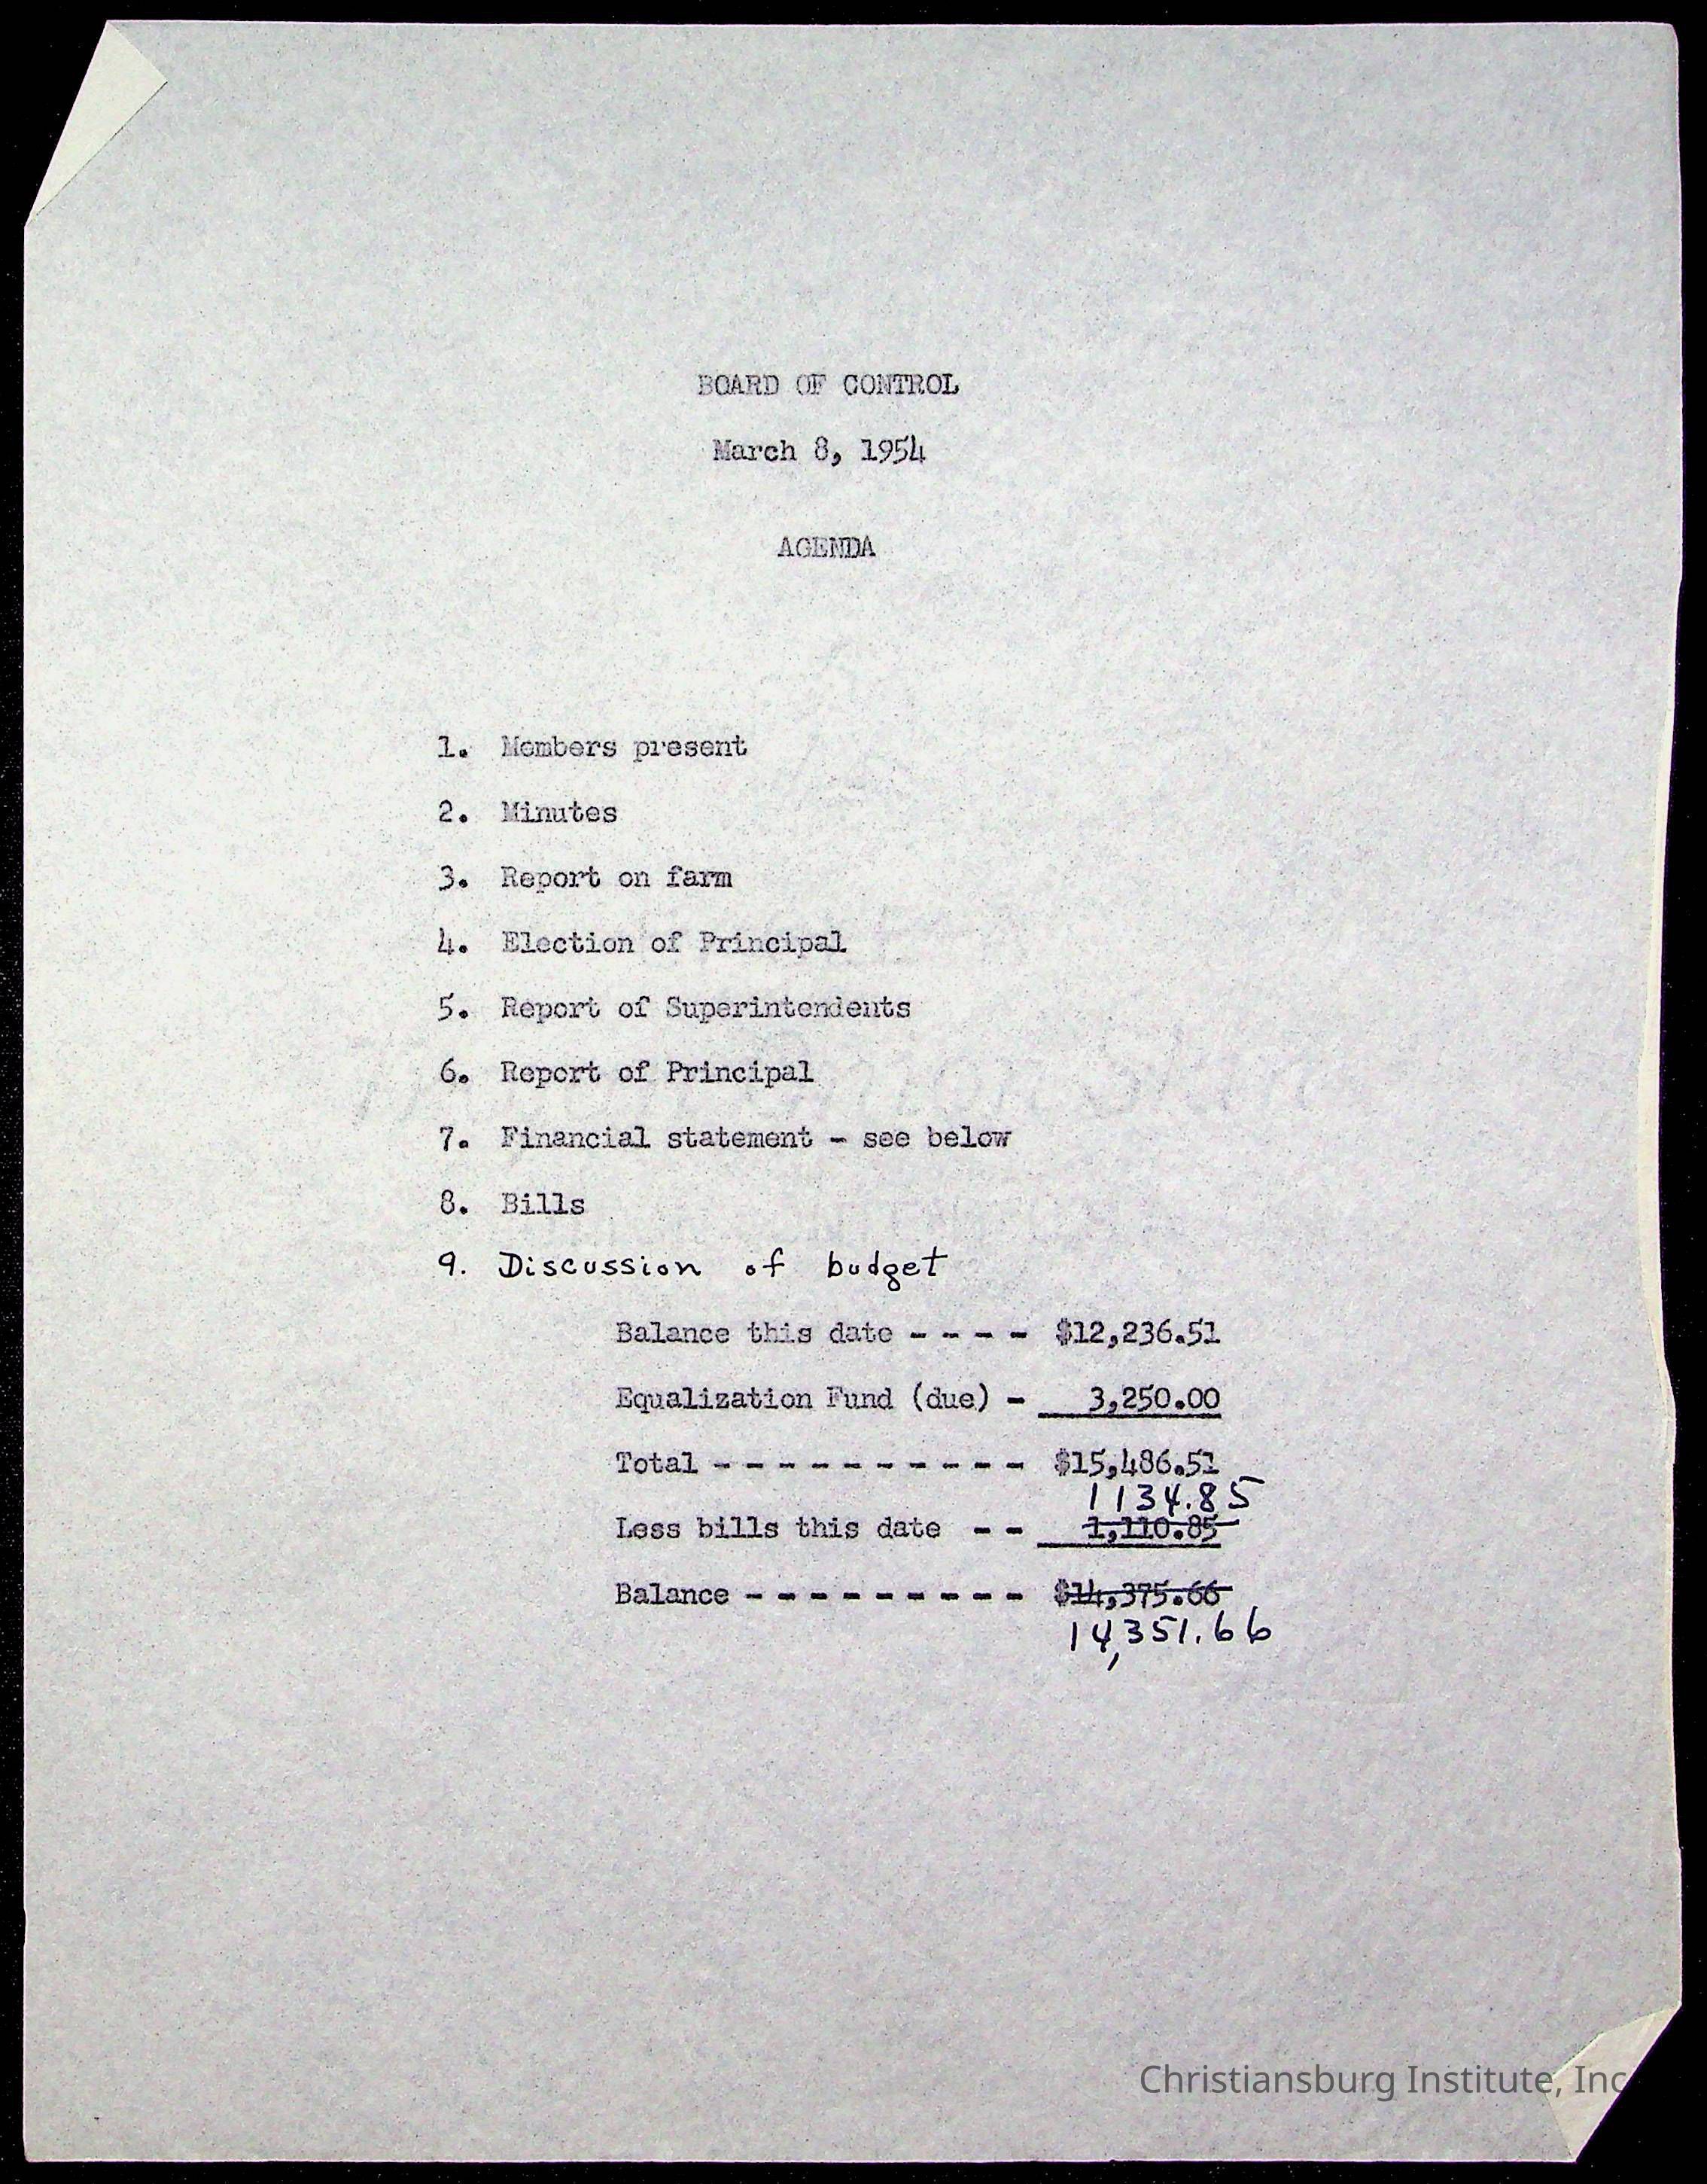 BOARD OF CONTROL
March 8, 1954
AGENDA
1. Members present
2. Minutes
3. Report on farm
4. Election of Principal
5. Report of Superintendents
6. Report of Principal
7. Financial statement - see below
8. Bills
9. Discussion of budget
Balance this date - - - - $12,236.51
Equalization Fund (due) - 3,250.00
Total - - - - - - - - - - $15,486.51
1134.85
Less bills this date - - 1,110.85
Balance - - - - - - - - - $14,375.66
14,351.66
Christiansburg Institute, Inc